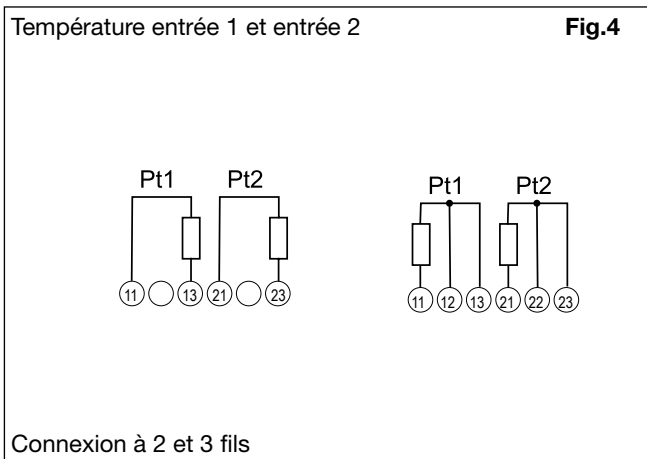 Température entrée 1 et entrée 2 Fig.4
Pt1 Pt2 Pt1 Pt2
11 13 21 23 11 12 13 21 22 23
Connexion à 2 et 3 fils